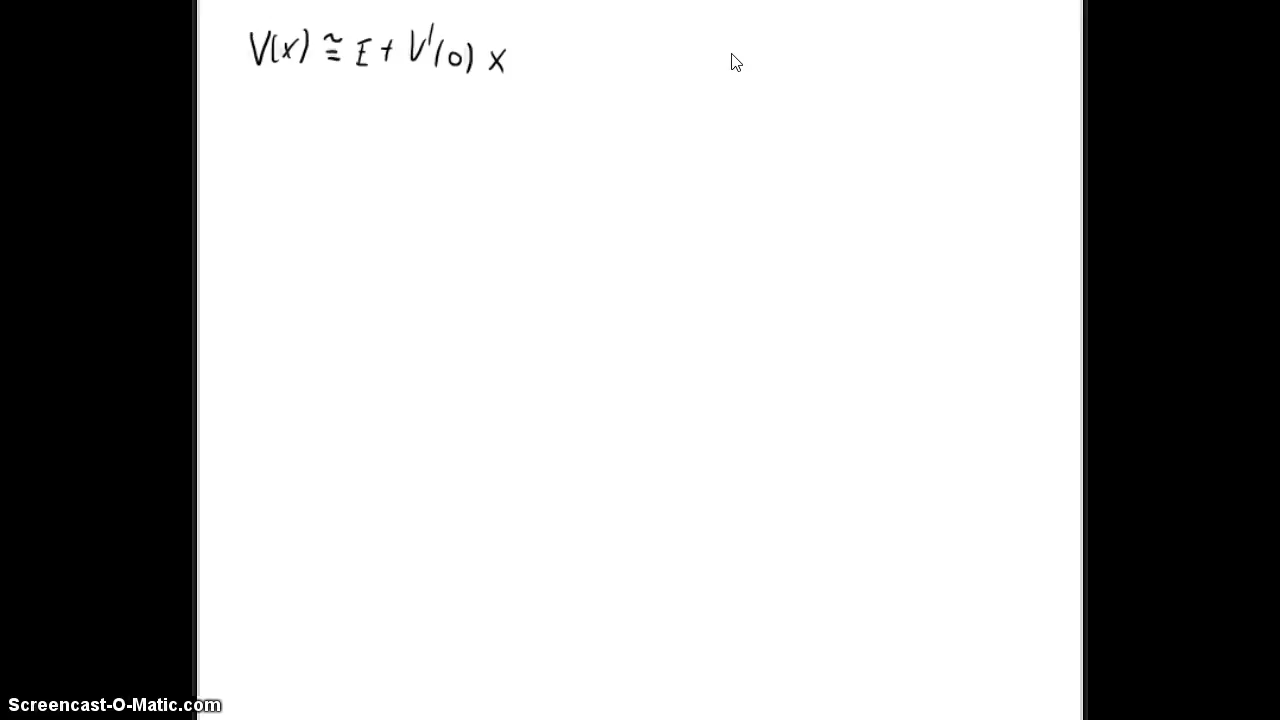 V(x) ≅ E + V'(0) x
Screencast-O-Matic.com